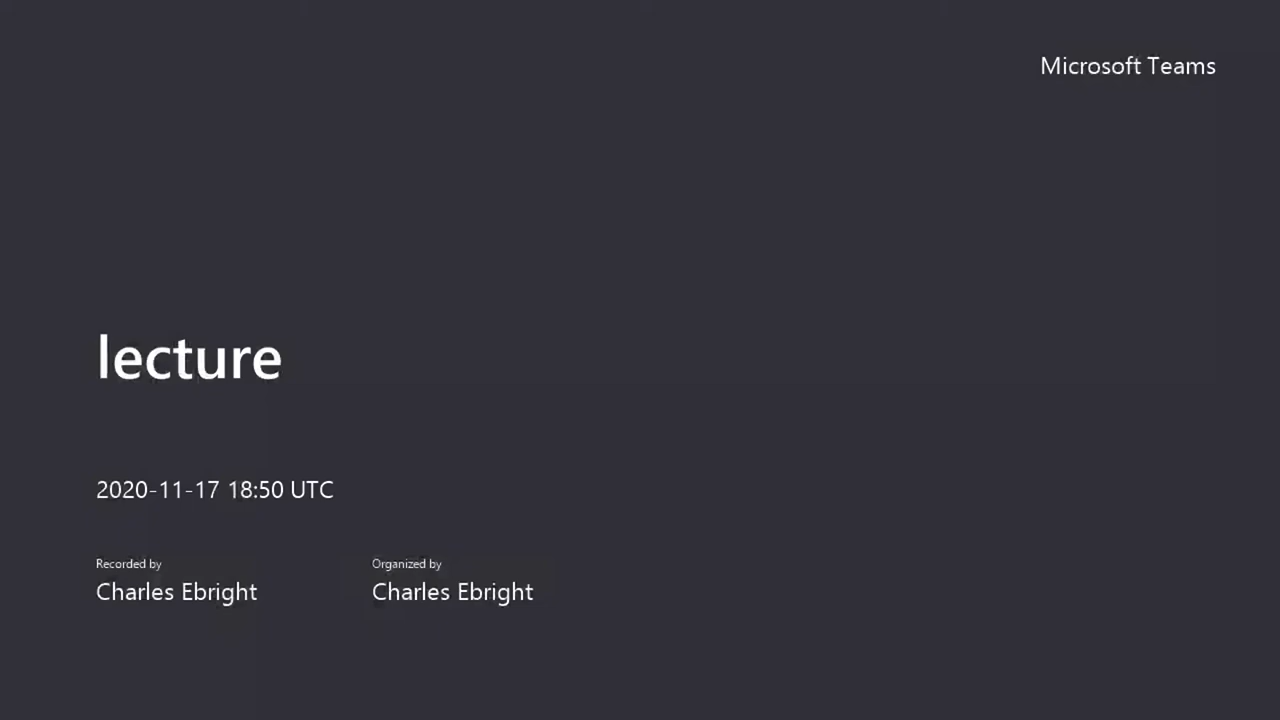 Microsoft Teams
lecture
2020-11-17 18:50 UTC
Recorded by
Charles Ebright
Organized by
Charles Ebright